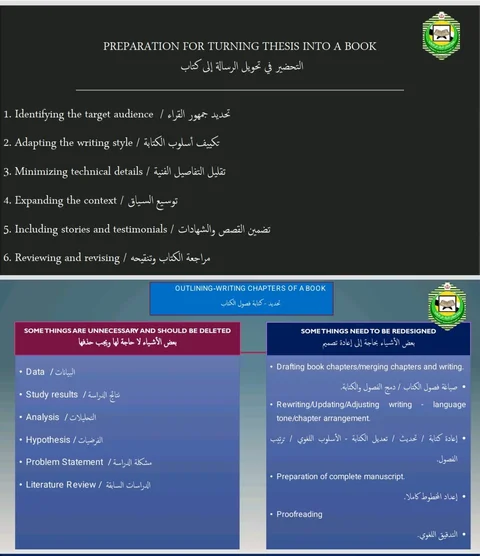 PREPARATION FOR TURNING THESIS INTO A BOOK
التحضير في تحويل الرسالة إلى كتاب
1. Identifying the target audience / تحديد جمهور القراء
2. Adapting the writing style / تكييف أسلوب الكتابة
3. Minimizing technical details / تقليل التفاصيل الفنية
4. Expanding the context / توسيع السياق
5. Including stories and testimonials / تضمين القصص والشهادات
6. Reviewing and revising / مراجعة الكتاب وتنقيحه
OUTLINING-WRITING CHAPTERS OF A BOOK
تحديد - كتابة فصول الكتاب
SOME THINGS ARE UNNECESSARY AND SHOULD BE DELETED
بعض الأشياء لا حاجة لها ويجب حذفها
• Data / البيانات
• Study results / نتائج الدراسة
• Analysis / التحليلات
• Hypothesis / الفرضيات
• Problem Statement / مشكلة الدراسة
• Literature Review / الدراسات السابقة
SOME THINGS NEED TO BE REDESIGNED
بعض الأشياء بحاجة إلى إعادة تصميم
• Drafting book chapters/merging chapters and writing.
• صياغة فصول الكتاب / دمج الفصول والكتابة.
• Rewriting/Updating/Adjusting writing - language
tone/chapter arrangement.
• إعادة كتابة / تحديث / تعديل الكتابة - الأسلوب اللغوي / ترتيب
الفصول.
• Preparation of complete manuscript.
• إعداد المخطوط كاملا.
• Proofreading
• التدقيق اللغوي.